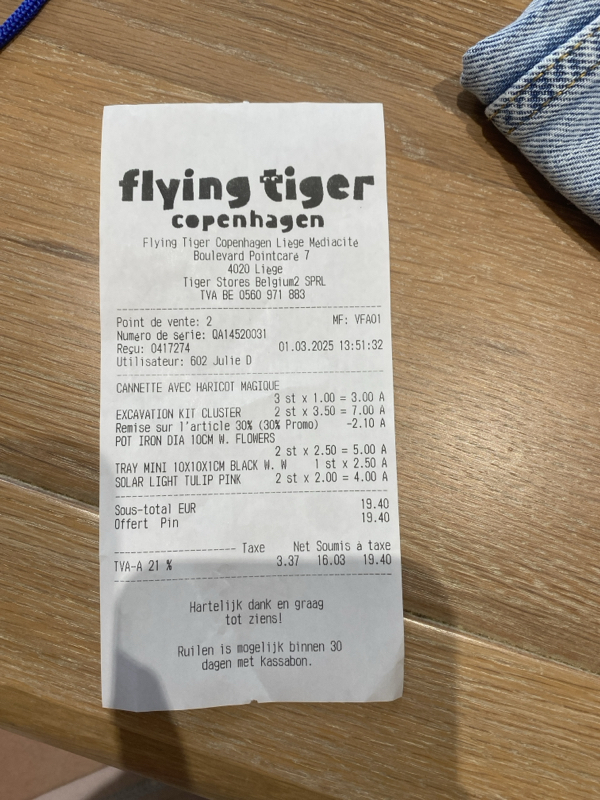 flying tiger
copenhagen
Flying Tiger Copenhagen Liège Mediacité
Boulevard Pointcaré 7
4020 Liège
Tiger Stores Belgium2 SPRL
TVA BE 0560 971 883
Point de vente: 2 MF: VFA01
Numéro de série: QA14520031
Reçu: 0417274 01.03.2025 13:51:32
Utilisateur: 602 Julie D
CANNETTE AVEC HARICOT MAGIQUE
3 st x 1.00 = 3.00 A
EXCAVATION KIT CLUSTER 2 st x 3.50 = 7.00 A
Remise sur l'article 30% (30% Promo) -2.10 A
POT IRON DIA 10CM W. FLOWERS
2 st x 2.50 = 5.00 A
TRAY MINI 10X10X1CM BLACK W. W 1 st x 2.50 A
SOLAR LIGHT TULIP PINK 2 st x 2.00 = 4.00 A
Sous-total EUR 19.40
Offert Pin 19.40
Taxe Net Soumis à taxe
TVA-A 21 % 3.37 16.03 19.40
Hartelijk dank en graag
tot ziens!
Ruilen is mogelijk binnen 30
dagen met kassabon.